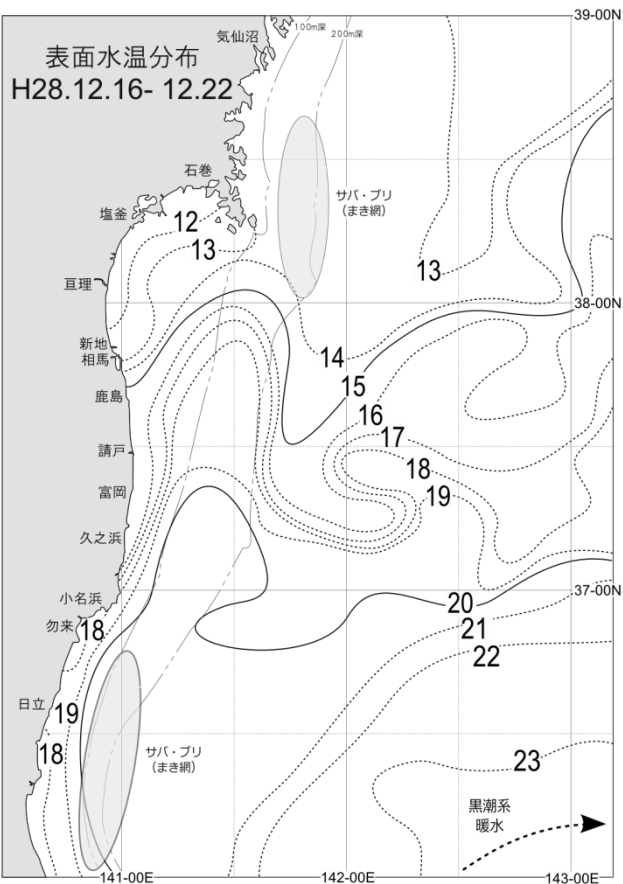 39-00N
100m深
200m深
気仙沼
表面水温分布
H28.12.16- 12.22
石巻
サバ・ブリ
(まき網)
塩釜
12
13
13
亘理
38-00N
新地
相馬
14
15
鹿島
16
17
請戸
18
富岡
19
久之浜
37-00N
小名浜
20
勿来
18
21
22
日立
19
18
サバ・ブリ
(まき網)
23
黒潮系
暖水
141-00E
142-00E
143-00E